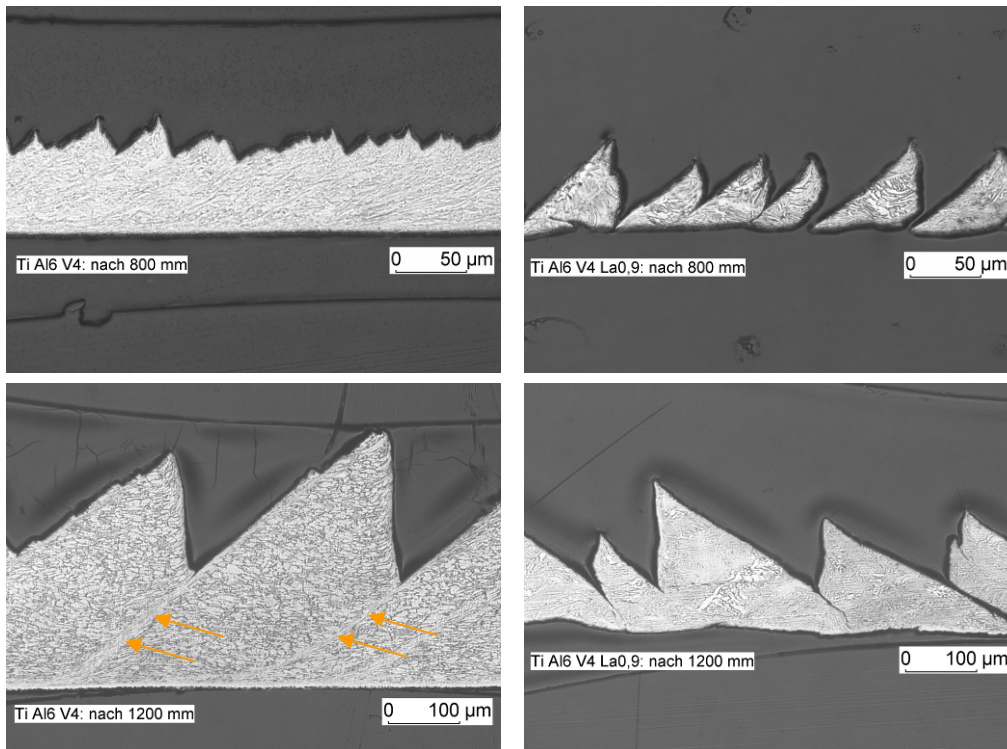 Ti Al6 V4: nach 800 mm
0 50 µm
Ti Al6 V4 La0,9: nach 800 mm
0 50 µm
Ti Al6 V4: nach 1200 mm
0 100 µm
Ti Al6 V4 La0,9: nach 1200 mm
0 100 µm